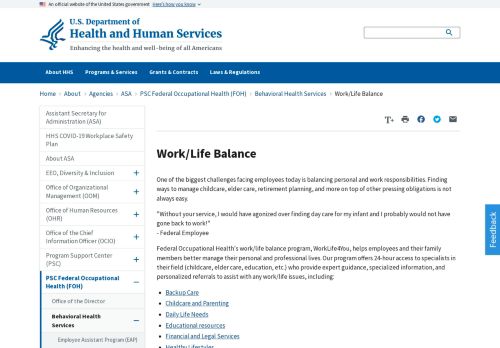 An official website of the United States government Here's how you know
U.S. Department of
Health and Human Services
Enhancing the health and well-being of all Americans
About HHS Programs & Services Grants & Contracts Laws & Regulations
Home > About > Agencies > ASA > PSC Federal Occupational Health (FOH) > Behavioral Health Services > Work/Life Balance
Assistant Secretary for
Administration (ASA)
HHS COVID-19 Workplace Safety
Plan
About ASA
EEO, Diversity & Inclusion
Office of Organizational
Management (OOM)
Office of Human Resources
(OHR)
Office of the Chief
Information Officer (OCIO)
Program Support Center
(PSC)
PSC Federal Occupational
Health (FOH)
Office of the Director
Behavioral Health
Services
Employee Assistant Program (EAP)
T+
Work/Life Balance
One of the biggest challenges facing employees today is balancing personal and work responsibilities. Finding
ways to manage childcare, elder care, retirement planning, and more on top of other pressing obligations is not
always easy.
"Without your service, I would have agonized over finding day care for my infant and I probably would not have
gone back to work!"
- Federal Employee
Federal Occupational Health's work/life balance program, WorkLife4You, helps employees and their family
members better manage their personal and professional lives. Our program offers 24-hour access to specialists in
their field (childcare, elder care, education, etc.) who provide expert guidance, specialized information, and
personalized referrals to assist with any work/life issues, including:
Backup Care
Childcare and Parenting
Daily Life Needs
Educational resources
Financial and Legal Services
Healthy Lifestyles
Feedback